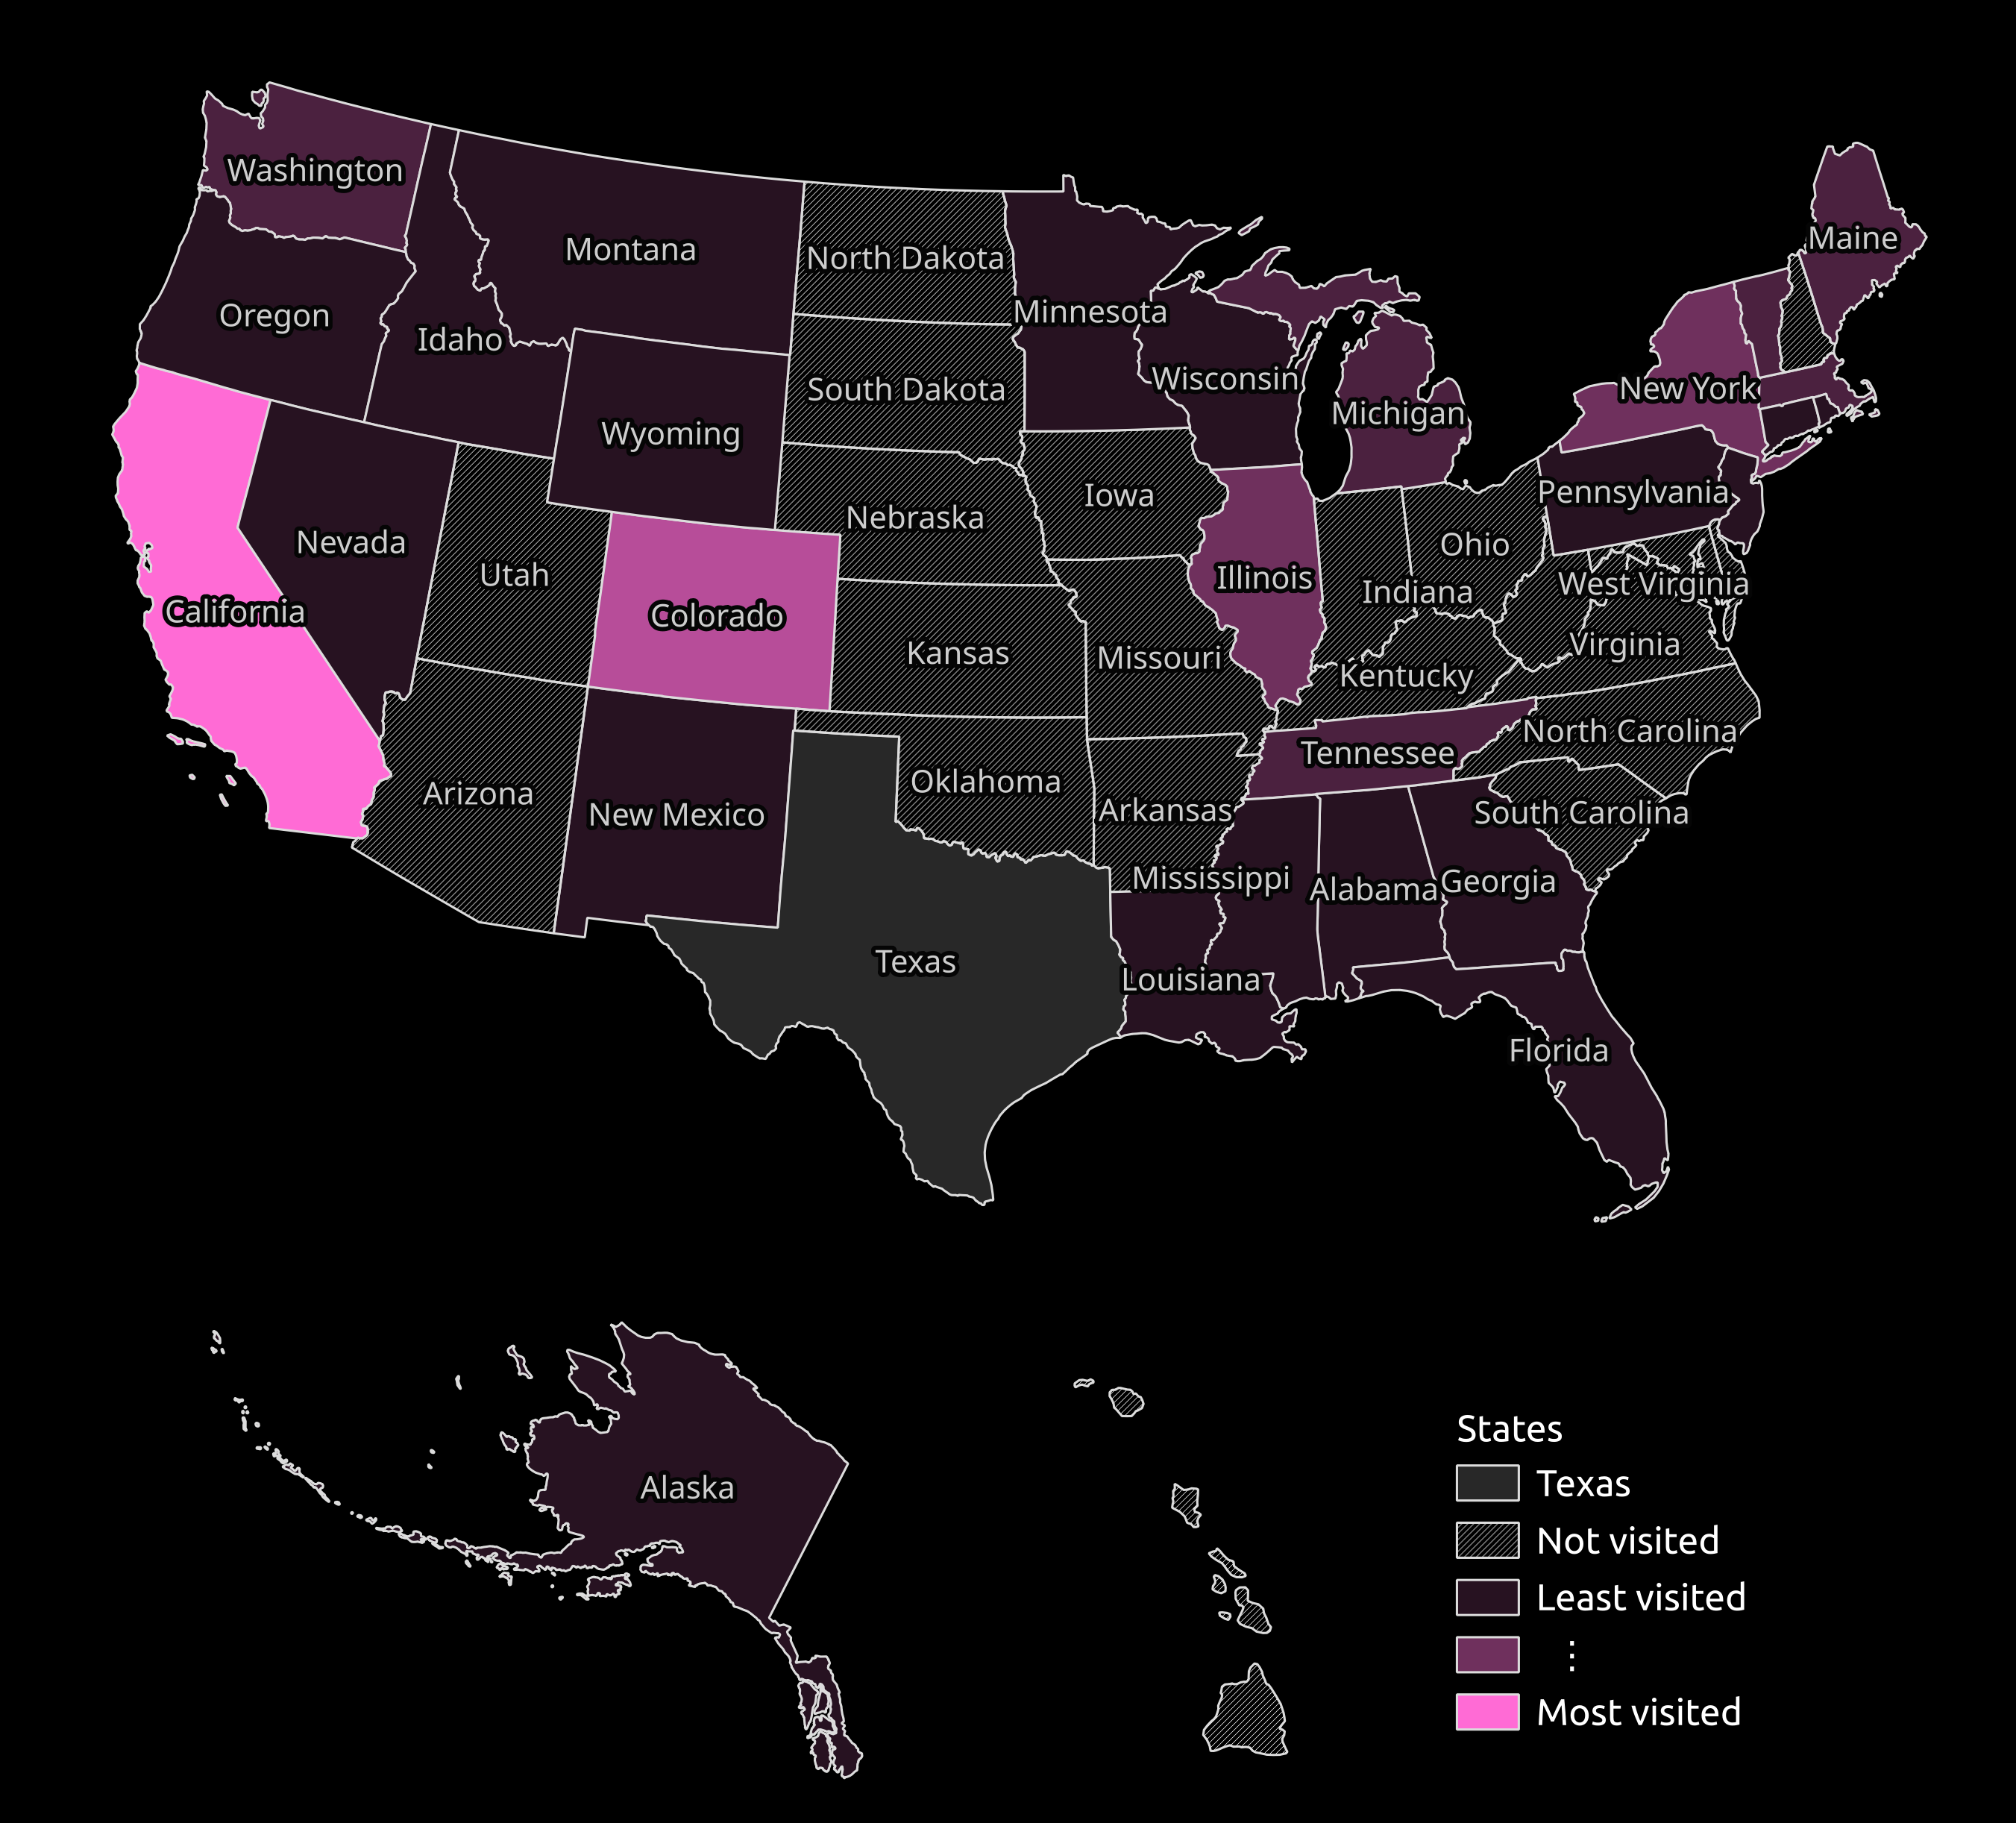 Washington
Montana
North Dakota
Minnesota
Maine
Oregon
Idaho
South Dakota
Wisconsin
Michigan
New York
Wyoming
Nebraska
Iowa
Pennsylvania
Nevada
Utah
Colorado
Illinois
Indiana
Ohio
West Virginia
California
Kansas
Missouri
Kentucky
Virginia
Arizona
New Mexico
Oklahoma
Arkansas
Tennessee
North Carolina
South Carolina
Mississippi
Alabama
Georgia
Texas
Louisiana
Florida
Alaska
States
Texas
Not visited
Least visited
⋮
Most visited